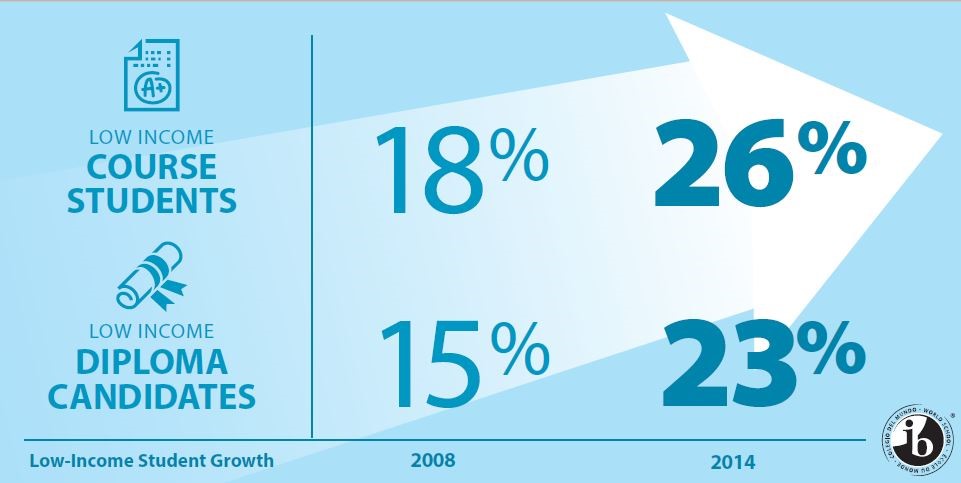 A+
LOW INCOME
COURSE
STUDENTS
18%
26%
LOW INCOME
DIPLOMA
CANDIDATES
15%
23%
Low-Income Student Growth
2008
2014
COLEGIO DEL MUNDO · WORLD SCHOOL · ÉCOLE DU MONDE ·
ib
®